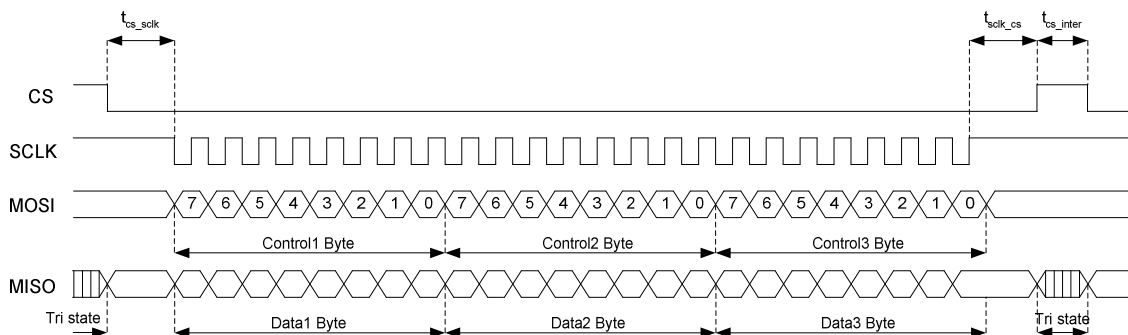 tcs_sclk tsclk_cs tcs_inter
CS
SCLK
MOSI 7 6 5 4 3 2 1 0 7 6 5 4 3 2 1 0 7 6 5 4 3 2 1 0
Control1 Byte Control2 Byte Control3 Byte
MISO
Tri state Data1 Byte Data2 Byte Data3 Byte Tri state